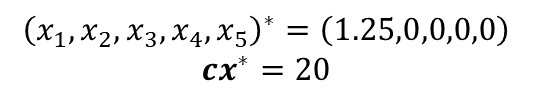 (x₁, x₂, x₃, x₄, x₅)* = (1.25,0,0,0,0)
cx* = 20